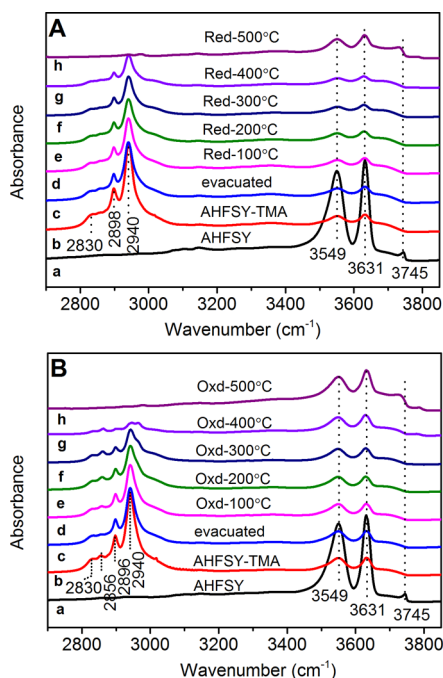 A
Red-500°C
h
Red-400°C
g
Red-300°C
f
Red-200°C
e
Red-100°C
d
evacuated
c
AHFSY-TMA
b
AHFSY
a
2830
2898
2940
3549
3631
3745
Absorbance
2800 3000 3200 3400 3600 3800
Wavenumber (cm-1)
B
Oxd-500°C
h
Oxd-400°C
g
Oxd-300°C
f
Oxd-200°C
e
Oxd-100°C
d
evacuated
c
AHFSY-TMA
b
AHFSY
a
2830
2856
2896
2940
3549
3631
3745
Absorbance
2800 3000 3200 3400 3600 3800
Wavenumber (cm-1)